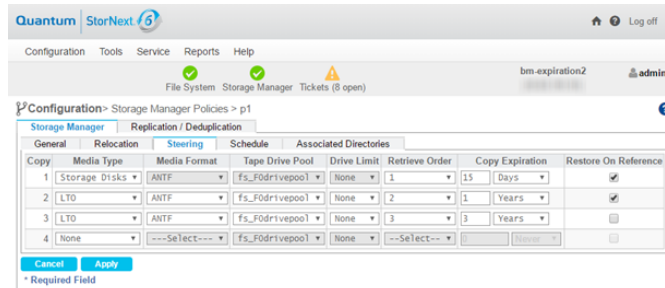 Quantum StorNext 6 Log off
Configuration Tools Service Reports Help
File System Storage Manager Tickets (8 open) bm-expiration2 admin
Configuration> Storage Manager Policies > p1
Storage Manager Replication / Deduplication
General Relocation Steering Schedule Associated Directories
Copy Media Type Media Format Tape Drive Pool Drive Limit Retrieve Order Copy Expiration Restore On Reference
1 Storage Disks ANTF fs_F0drivepool None 1 15 Days
2 LTO ANTF fs_F0drivepool None 2 1 Years
3 LTO ANTF fs_F0drivepool None 3 3 Years
4 None ---Select--- fs_F0drivepool None --Select-- 0 Never
Cancel Apply
* Required Field